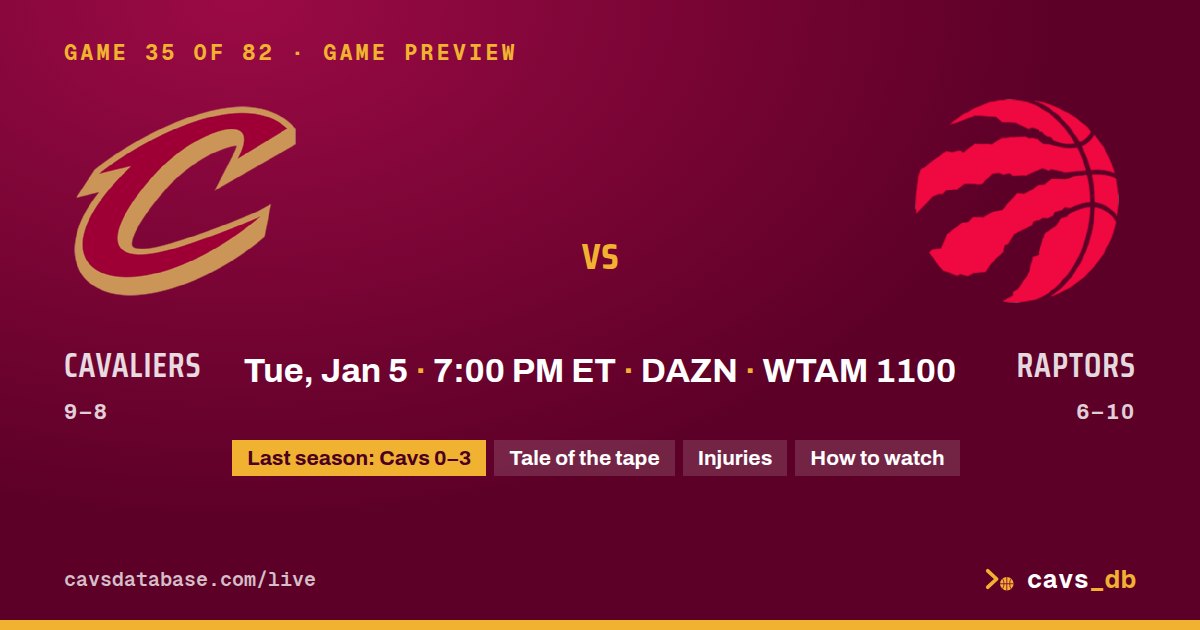 GAME 35 OF 82 · GAME PREVIEW
VS
CAVALIERS
Tue, Jan 5 · 7:00 PM ET · DAZN · WTAM 1100
RAPTORS
9–8
6–10
Last season: Cavs 0–3
Tale of the tape
Injuries
How to watch
cavsdatabase.com/live
cavs_db